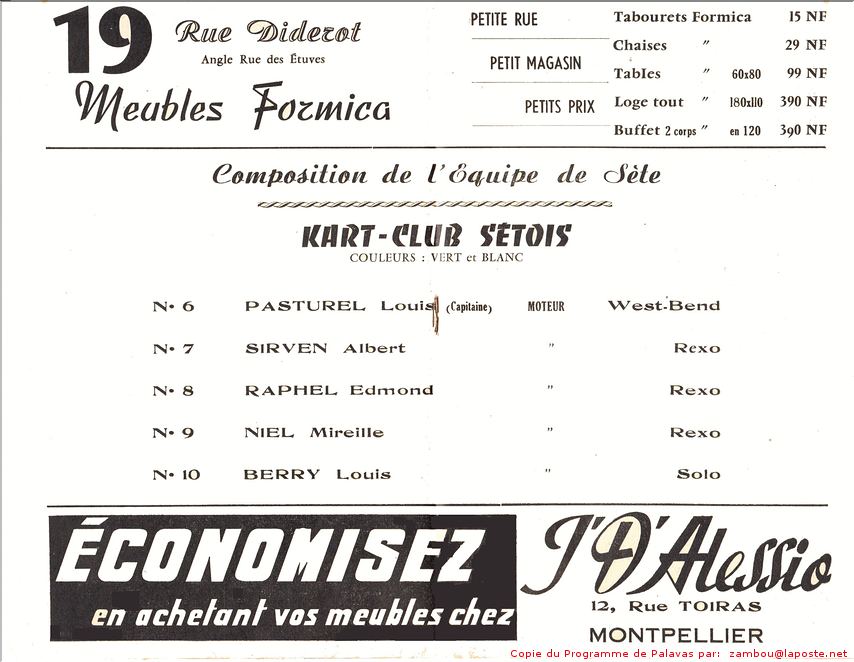 19 Rue Diderot
Angle Rue des Étuves
Meubles Formica
PETITE RUE
PETIT MAGASIN
PETITS PRIX
Tabourets Formica 15 NF
Chaises " 29 NF
Tables " 60x80 99 NF
Loge tout " 180x110 390 NF
Buffet 2 corps " en 120 390 NF
Composition de l'Équipe de Sète
KART-CLUB SÉTOIS
COULEURS : VERT et BLANC
N• 6 PASTUREL Louis (Capitaine) MOTEUR West-Bend
N• 7 SIRVEN Albert " Rexo
N• 8 RAPHEL Edmond " Rexo
N• 9 NIEL Mireille " Rexo
N• 10 BERRY Louis " Solo
ÉCONOMISEZ
en achetant vos meubles chez
J. D'Alessio
12, Rue TOIRAS
MONTPELLIER
Copie du Programme de Palavas par: zambou@laposte.net